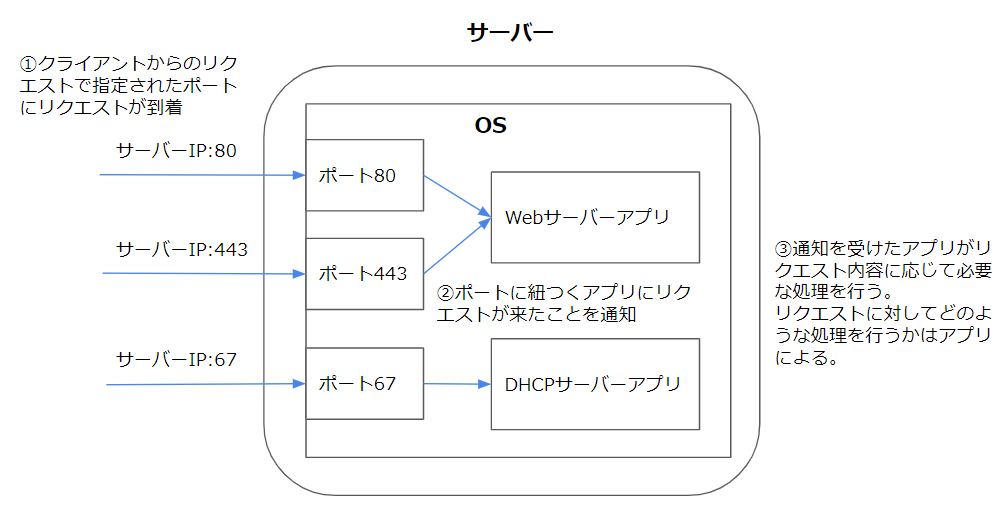 サーバー
①クライアントからのリク
エストで指定されたポート
にリクエストが到着
OS
サーバーIP:80
ポート80
Webサーバーアプリ
サーバーIP:443
ポート443
②ポートに紐つくアプリにリク
エストが来たことを通知
③通知を受けたアプリがリ
クエスト内容に応じて必要
な処理を行う。
リクエストに対してどのよ
うな処理を行うかはアプリ
による。
サーバーIP:67
ポート67
DHCPサーバーアプリ